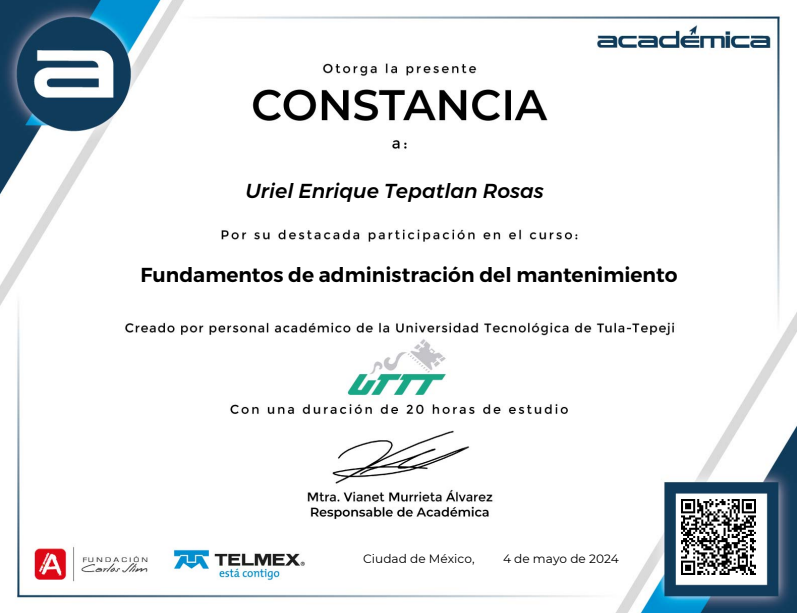 a
académica
Otorga la presente
CONSTANCIA
a:
Uriel Enrique Tepatlan Rosas
Por su destacada participación en el curso:
Fundamentos de administración del mantenimiento
Creado por personal académico de la Universidad Tecnológica de Tula-Tepeji
UTTT
Con una duración de 20 horas de estudio
Mtra. Vianet Murrieta Álvarez
Responsable de Académica
FUNDACIÓN
Carlos Slim
TELMEX®
está contigo
Ciudad de México, 4 de mayo de 2024